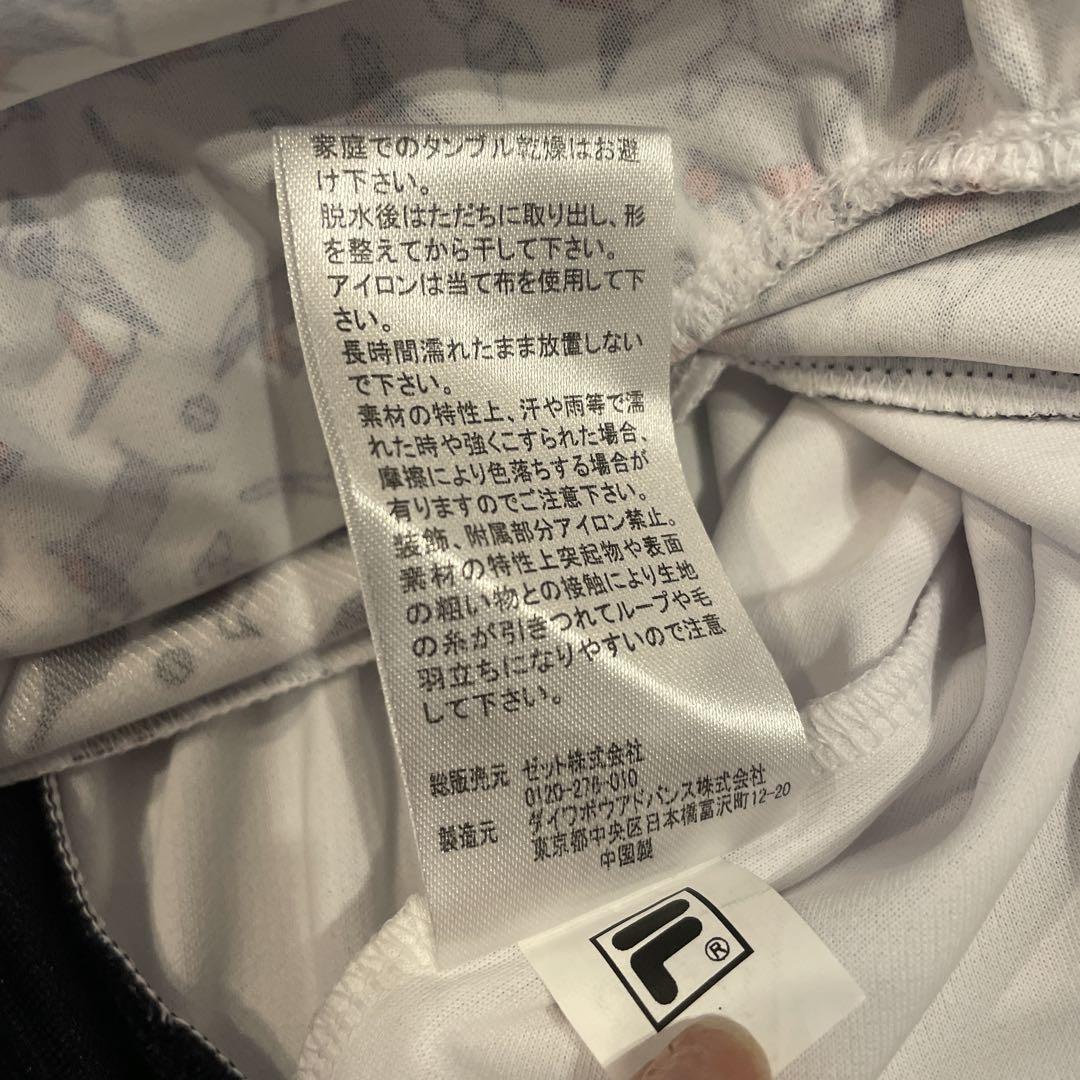 家庭でのタンブル乾燥はお避
け下さい。
脱水後はただちに取り出し、形
を整えてから干して下さい。
アイロンは当て布を使用して下
さい。
長時間濡れたまま放置しない
で下さい。
素材の特性上、汗や雨等で濡
れた時や強くこすられた場合、
摩擦により色落ちする場合が
有りますのでご注意下さい。
装飾、附属部分アイロン禁止。
素材の特性上突起物や表面
の粗い物との接触により生地
の糸が引きつれてループや毛
羽立ちになりやすいので注意
して下さい。
総販売元 ゼット株式会社
0120-276-010
製造元 ダイワボウアドバンス株式会社
東京都中央区日本橋富沢町12-20
中国製
F®